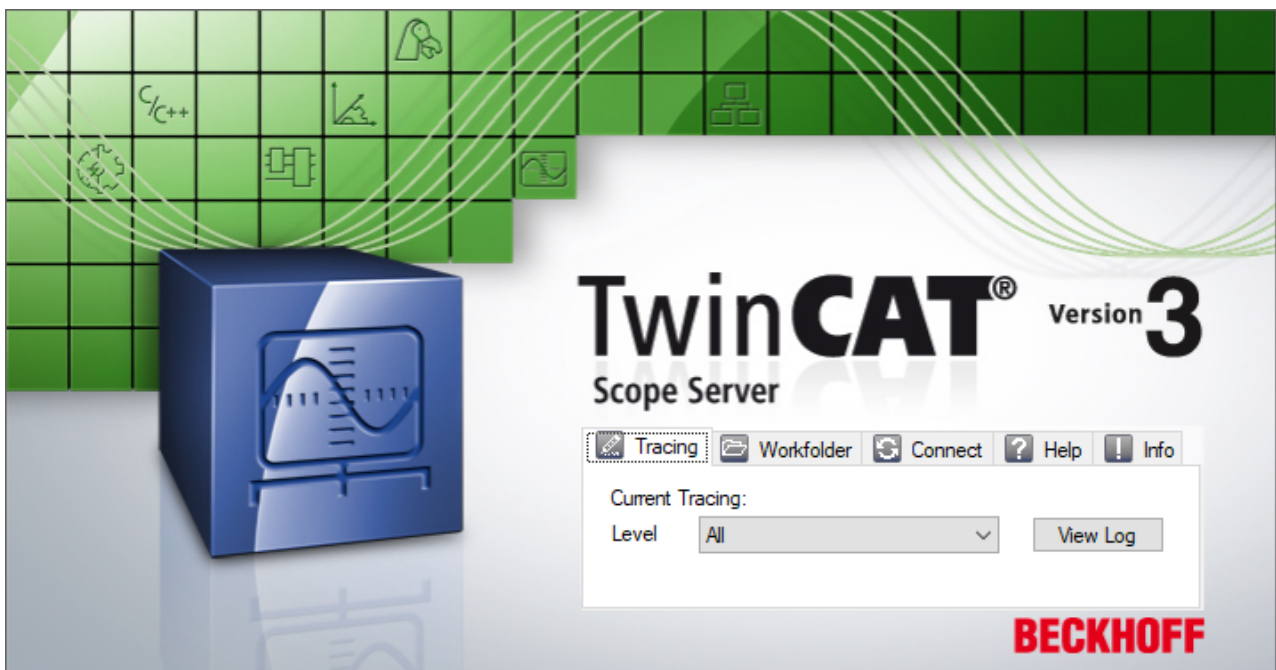 C/C++
TwinCAT® Version 3
Scope Server
Tracing Workfolder Connect ? Help ! Info
Current Tracing:
Level All View Log
BECKHOFF